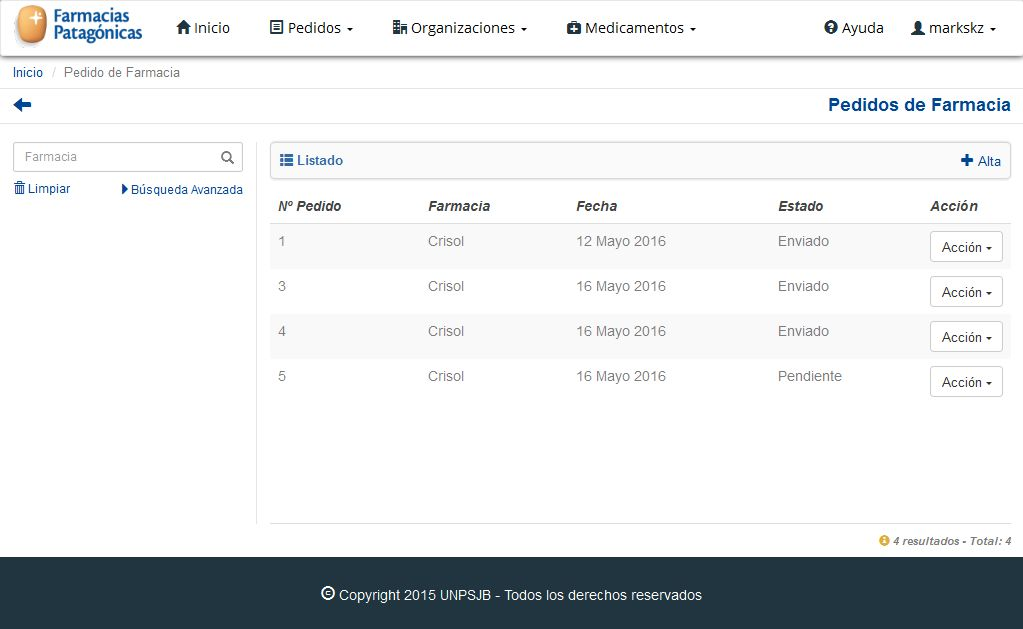 Farmacias
Patagónicas
Inicio
Pedidos
Organizaciones
Medicamentos
Ayuda
markskz
Inicio / Pedido de Farmacia
Pedidos de Farmacia
Farmacia
Limpiar
Búsqueda Avanzada
Listado
Alta
Nº Pedido Farmacia Fecha Estado Acción
1 Crisol 12 Mayo 2016 Enviado Acción
3 Crisol 16 Mayo 2016 Enviado Acción
4 Crisol 16 Mayo 2016 Enviado Acción
5 Crisol 16 Mayo 2016 Pendiente Acción
4 resultados - Total: 4
© Copyright 2015 UNPSJB - Todos los derechos reservados